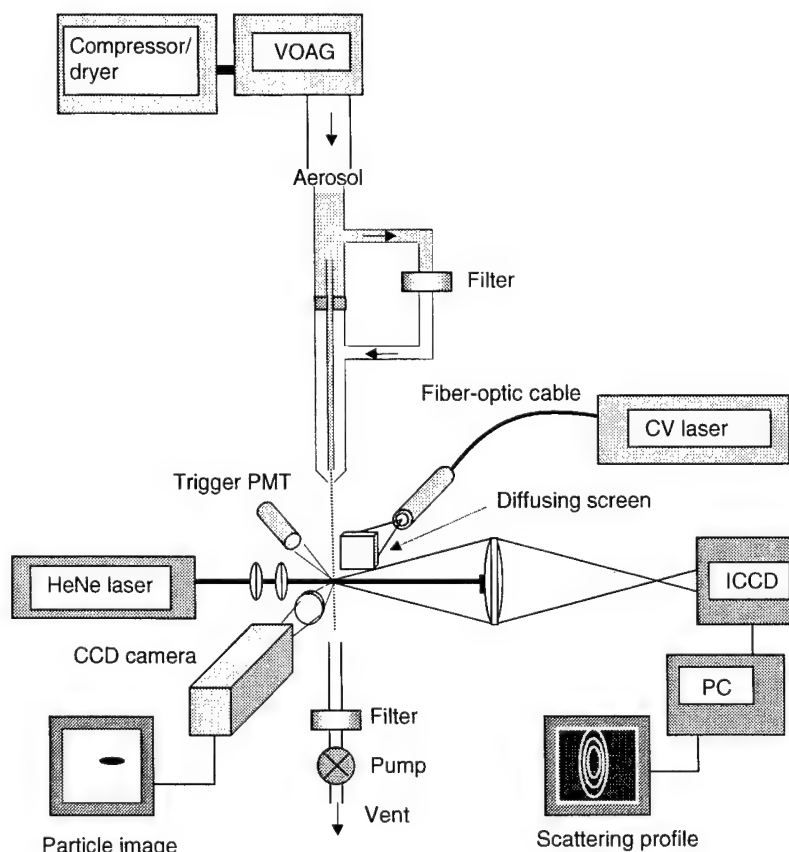 Compressor/
dryer
VOAG
Aerosol
Filter
Fiber-optic cable
CV laser
Trigger PMT
Diffusing screen
HeNe laser
ICCD
CCD camera
PC
Filter
Pump
Vent
Particle image
Scattering profile